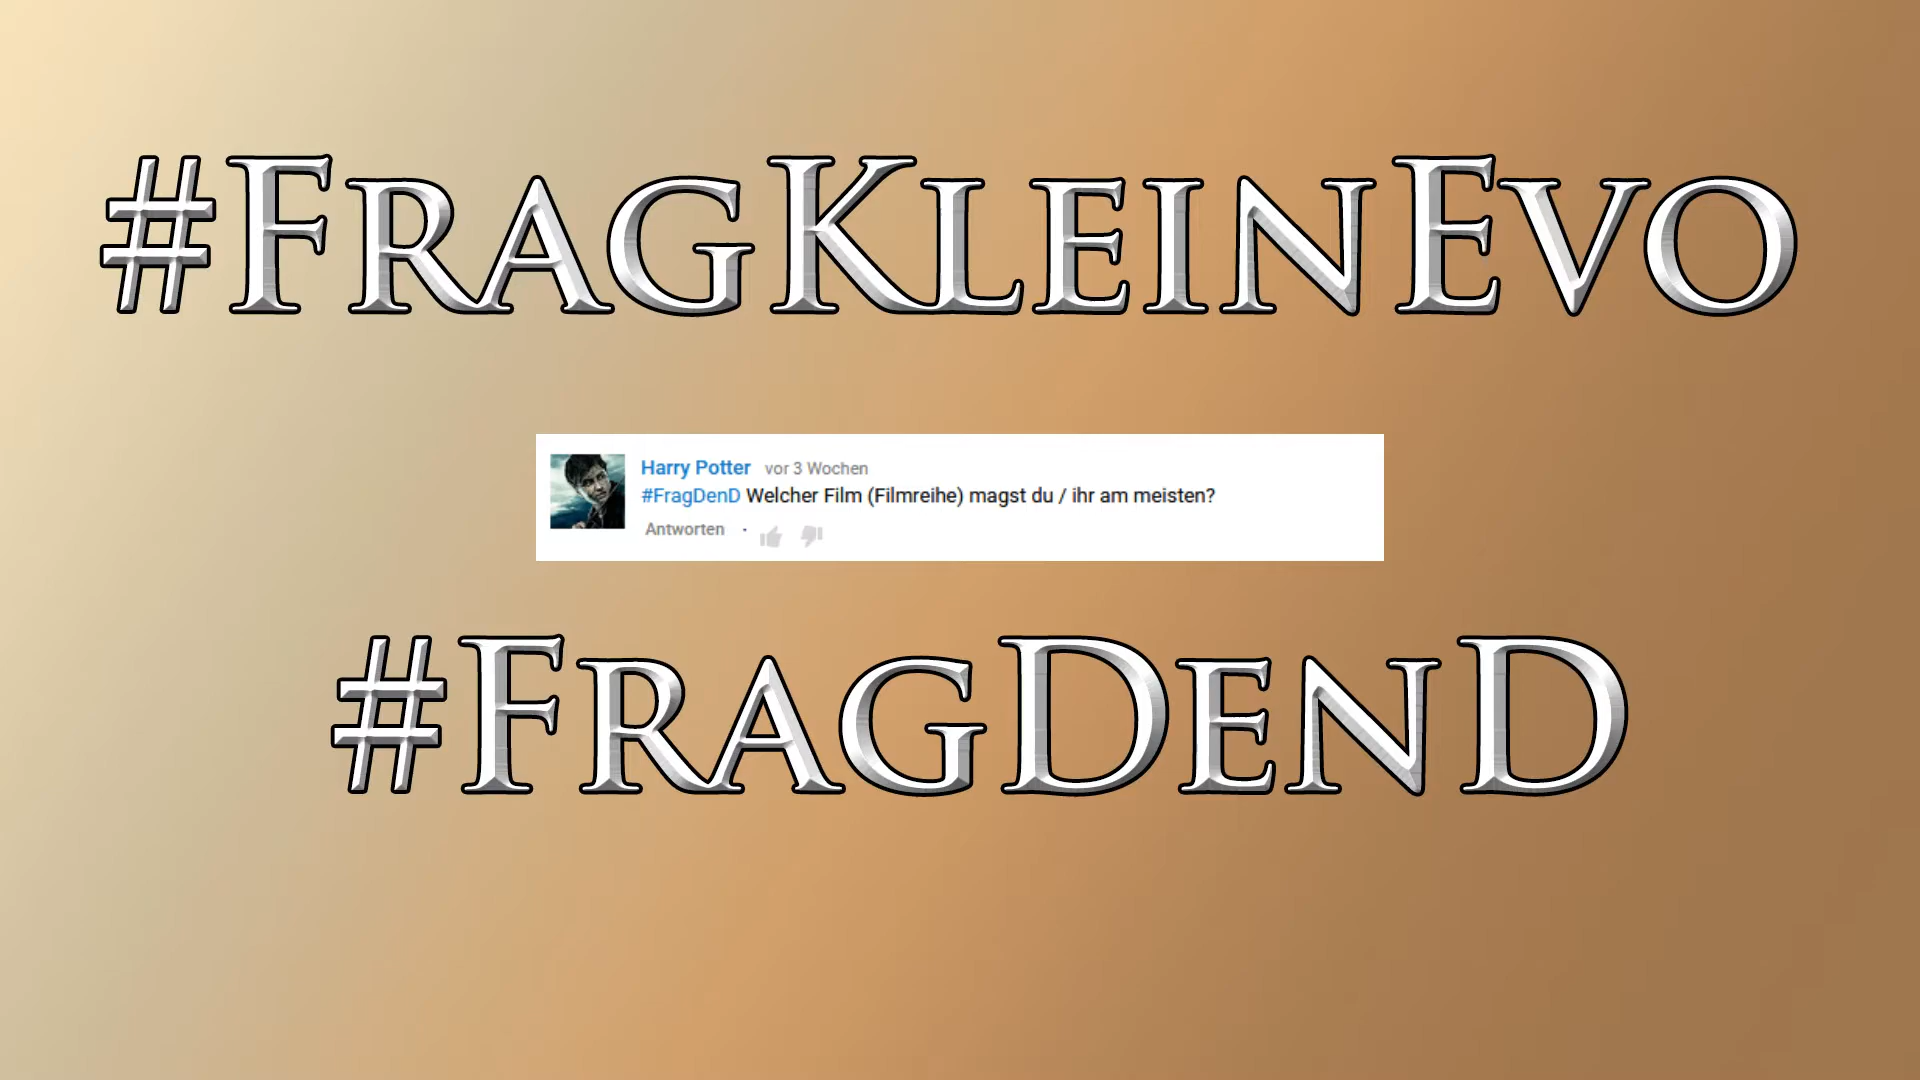 #FragKleinEvo
Harry Potter vor 3 Wochen
#FragDenD Welcher Film (Filmreihe) magst du / ihr am meisten?
Antworten ·
#FragDenD